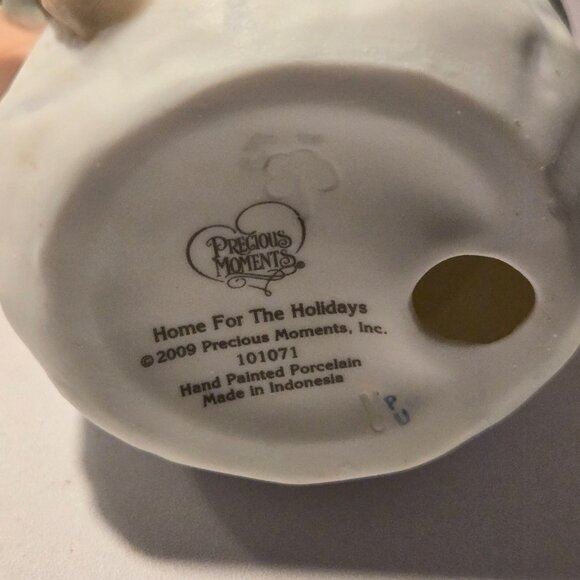 PRECIOUS
MOMENTS®
Home For The Holidays
©2009 Precious Moments, Inc.
101071
Hand Painted Porcelain
Made in Indonesia